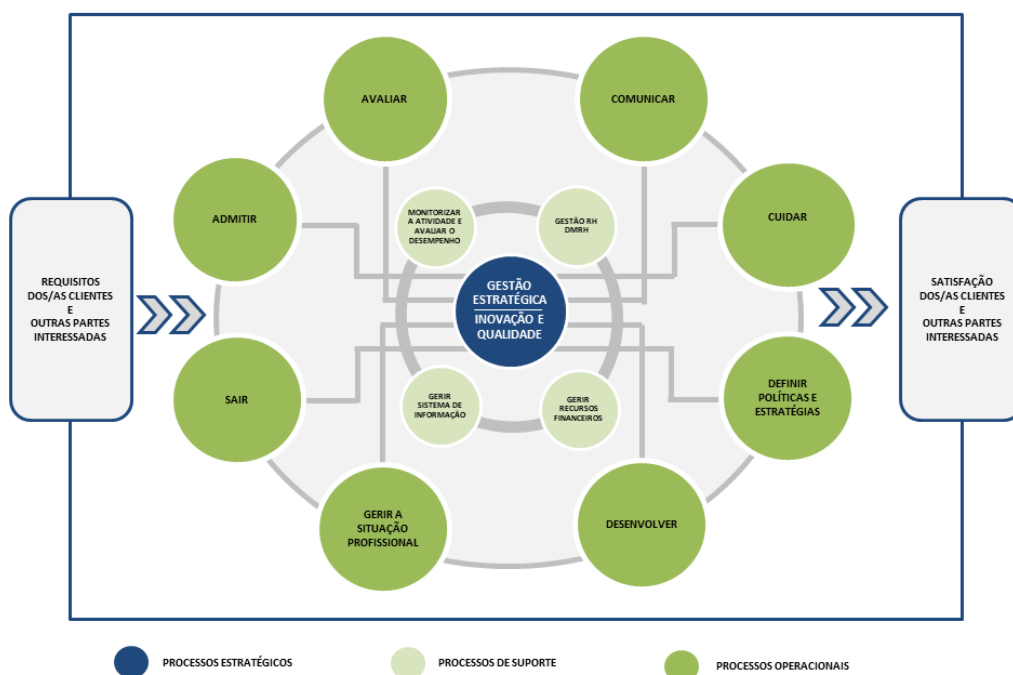 AVALIAR
COMUNICAR
ADMITIR
MONITORIZAR
A ATIVIDADE E
AVALIAR O
DESEMPENHO
GESTÃO RH
DMRH
CUIDAR
REQUISITOS
DOS/AS CLIENTES
E
OUTRAS PARTES
INTERESSADAS
GESTÃO
ESTRATÉGICA
INOVAÇÃO E
QUALIDADE
SATISFAÇÃO
DOS/AS CLIENTES
E
OUTRAS PARTES
INTERESSADAS
SAIR
GERIR
SISTEMA DE
INFORMAÇÃO
GERIR
RECURSOS
FINANCEIROS
DEFINIR
POLÍTICAS E
ESTRATÉGIAS
GERIR A
SITUAÇÃO
PROFISSIONAL
DESENVOLVER
PROCESSOS ESTRATÉGICOS
PROCESSOS DE SUPORTE
PROCESSOS OPERACIONAIS